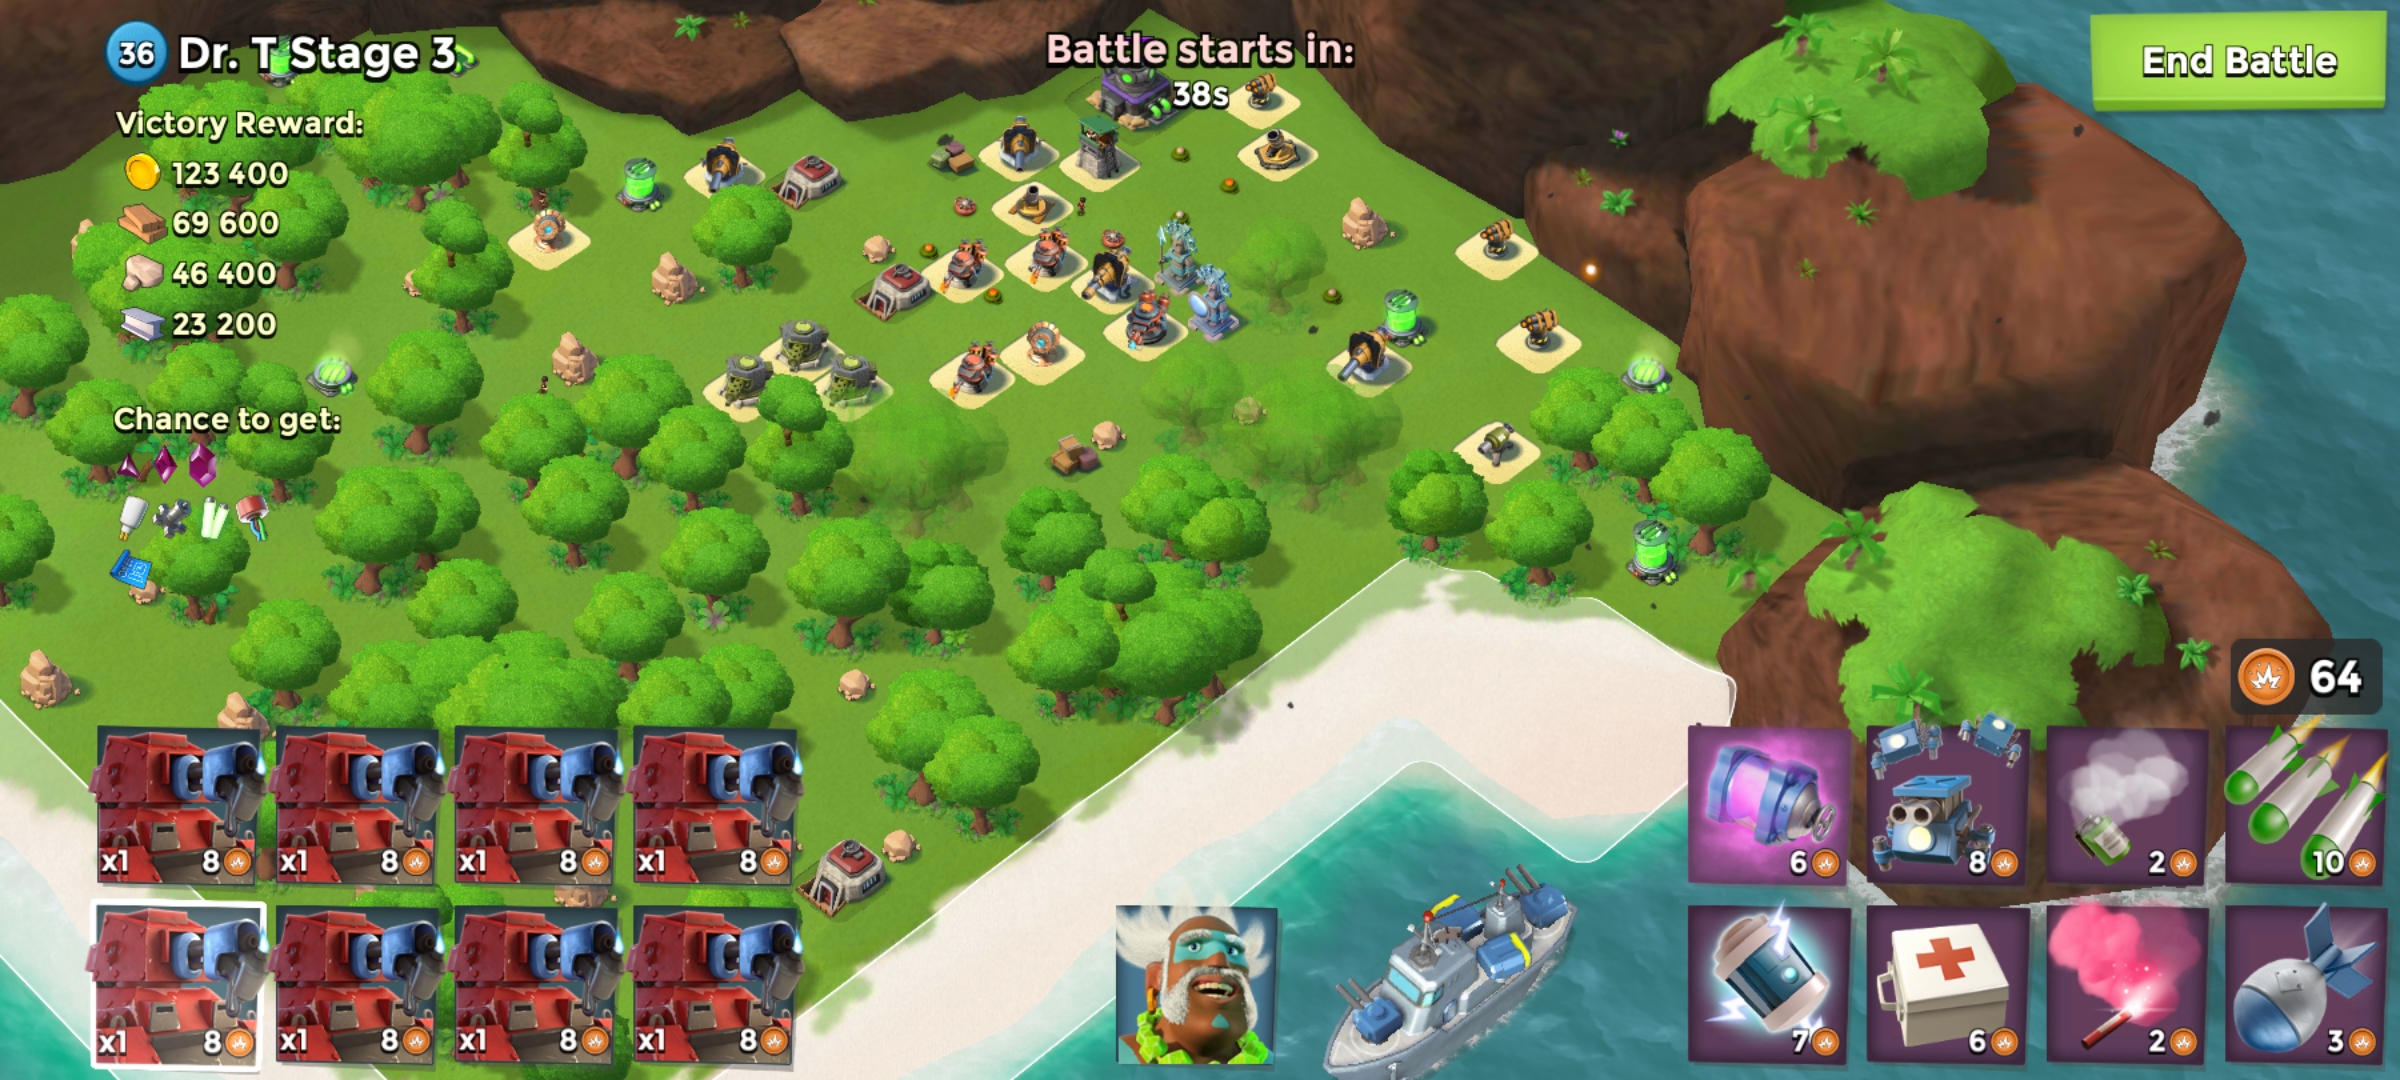 36 Dr. T Stage 3
Battle starts in:
38s
End Battle
Victory Reward:
123 400
69 600
46 400
23 200
Chance to get:
64
x1 8
x1 8
x1 8
x1 8
6
8
2
10
x1 8
x1 8
x1 8
x1 8
7
6
2
3